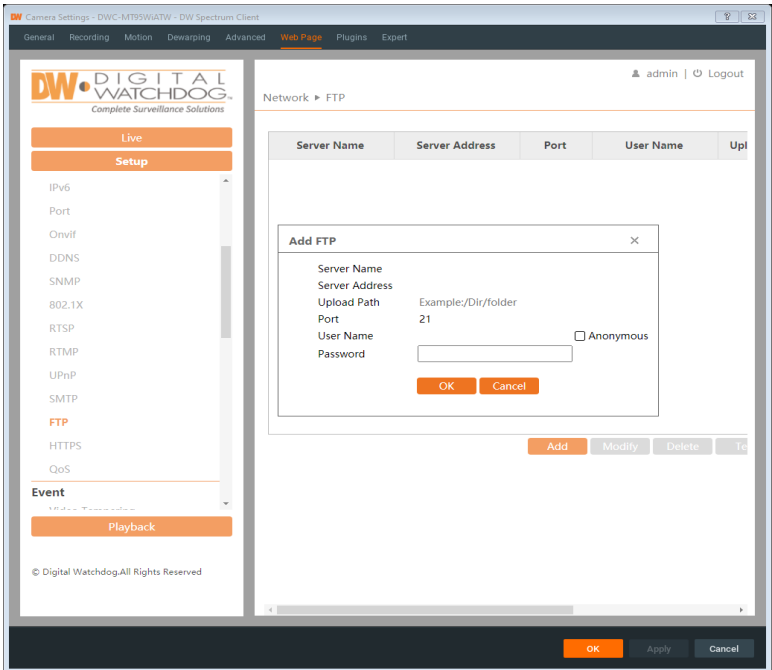 DW Camera Settings - DWC-MT95WiATW - DW Spectrum Client
General Recording Motion Dewarping Advanced Web Page Plugins Expert
DW DIGITAL WATCHDOG
Complete Surveillance Solutions
admin | Logout
Network ▸ FTP
Live
Setup
IPv6
Port
Onvif
DDNS
SNMP
802.1X
RTSP
RTMP
UPnP
SMTP
FTP
HTTPS
QoS
Event
Playback
© Digital Watchdog.All Rights Reserved
Server Name Server Address Port User Name Upl
Add FTP ×
Server Name
Server Address
Upload Path Example:/Dir/folder
Port 21
User Name Anonymous
Password
OK Cancel
Add Modify Delete Te
OK Apply Cancel